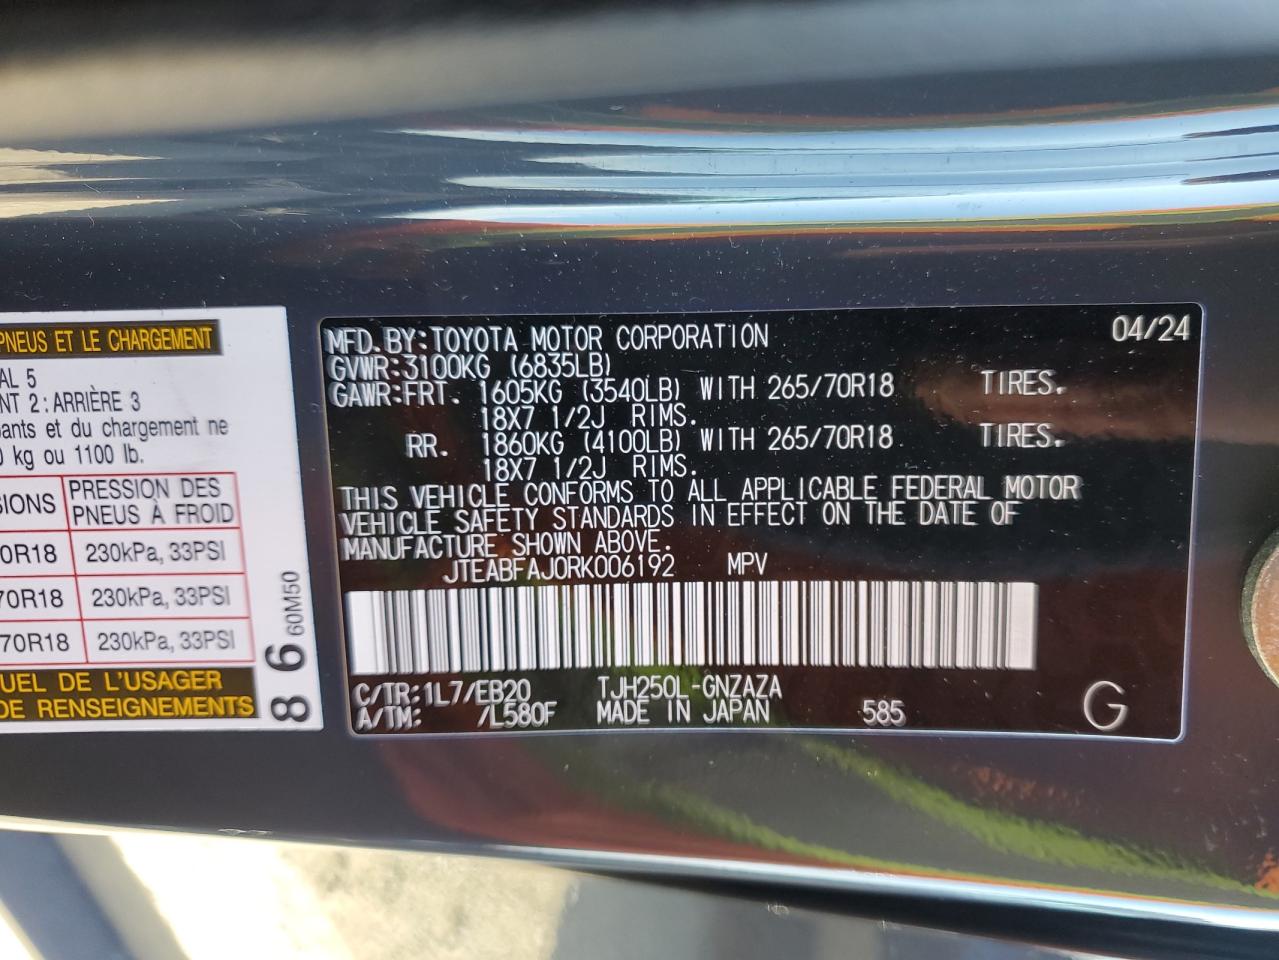 PNEUS ET LE CHARGEMENT
AL 5
NT 2: ARRIÈRE 3
pants et du chargement ne
0 kg ou 1100 lb.
SIONS PRESSION DES PNEUS À FROID
0R18 230kPa, 33PSI
70R18 230kPa, 33PSI
70R18 230kPa, 33PSI
UEL DE L'USAGER
DE RENSEIGNEMENTS
60M50
86
MFD.BY:TOYOTA MOTOR CORPORATION 04/24
GVWR:3100KG (6835LB)
GAWR:FRT. 1605KG (3540LB) WITH 265/70R18 TIRES.
18X7 1/2J RIMS.
RR. 1860KG (4100LB) WITH 265/70R18 TIRES.
18X7 1/2J RIMS.
THIS VEHICLE CONFORMS TO ALL APPLICABLE FEDERAL MOTOR
VEHICLE SAFETY STANDARDS IN EFFECT ON THE DATE OF
MANUFACTURE SHOWN ABOVE.
JTEABFAJ0RK006192 MPV
C/TR:1L7/EB20 TJH250L-GNZAZA
A/TM: /L580F MADE IN JAPAN 585 G